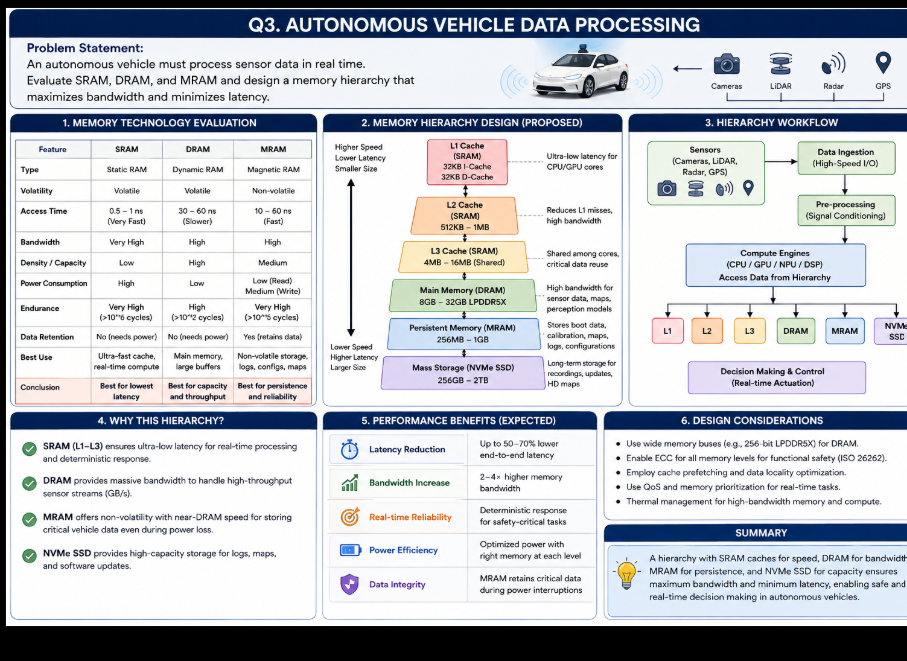 Q3. AUTONOMOUS VEHICLE DATA PROCESSING
Problem Statement:
An autonomous vehicle must process sensor data in real time.
Evaluate SRAM, DRAM, and MRAM and design a memory hierarchy that
maximizes bandwidth and minimizes latency.
Cameras LiDAR Radar GPS
1. MEMORY TECHNOLOGY EVALUATION
Feature SRAM DRAM MRAM
Type Static RAM Dynamic RAM Magnetic RAM
Volatility Volatile Volatile Non-volatile
Access Time 0.5 – 1 ns 30 – 60 ns 10 – 60 ns
(Very Fast) (Slower) (Fast)
Bandwidth Very High High High
Density / Capacity Low High Medium
Power Consumption High Low Low (Read)
Medium (Write)
Endurance Very High High Very High
(>10^6 cycles) (>10^2 cycles) (>10^5 cycles)
Data Retention No (needs power) No (needs power) Yes (retains data)
Best Use Ultra-fast cache, Main memory, Non-volatile storage,
real-time compute large buffers logs, configs, maps
Conclusion Best for lowest Best for capacity Best for persistence
latency and throughput and reliability
2. MEMORY HIERARCHY DESIGN (PROPOSED)
Higher Speed
Lower Latency
Smaller Size
L1 Cache
(SRAM)
32KB I-Cache
32KB D-Cache
Ultra-low latency for
CPU/GPU cores
L2 Cache
(SRAM)
512KB – 1MB
Reduces L1 misses,
high bandwidth
L3 Cache (SRAM)
4MB – 16MB (Shared)
Shared among cores,
critical data reuse
Main Memory (DRAM)
8GB – 32GB LPDDR5X
High bandwidth for
sensor data, maps,
perception models
Persistent Memory (MRAM)
256MB – 1GB
Stores boot data,
calibration, maps,
logs, configurations
Mass Storage (NVMe SSD)
256GB – 2TB
Long-term storage for
recordings, updates,
HD maps
Lower Speed
Higher Latency
Larger Size
3. HIERARCHY WORKFLOW
Sensors
(Cameras, LiDAR,
Radar, GPS)
Data Ingestion
(High-Speed I/O)
Pre-processing
(Signal Conditioning)
Compute Engines
(CPU / GPU / NPU / DSP)
Access Data from Hierarchy
L1 L2 L3 DRAM MRAM NVMe
SSD
Decision Making & Control
(Real-time Actuation)
4. WHY THIS HIERARCHY?
SRAM (L1–L3) ensures ultra-low latency for real-time processing
and deterministic response.
DRAM provides massive bandwidth to handle high-throughput
sensor streams (GB/s).
MRAM offers non-volatility with near-DRAM speed for storing
critical vehicle data even during power loss.
NVMe SSD provides high-capacity storage for logs, maps,
and software updates.
5. PERFORMANCE BENEFITS (EXPECTED)
Latency Reduction Up to 50–70% lower
end-to-end latency
Bandwidth Increase 2–4× higher memory
bandwidth
Real-time Reliability Deterministic response
for safety-critical tasks
Power Efficiency Optimized power with
right memory at each level
Data Integrity MRAM retains critical data
during power interruptions
6. DESIGN CONSIDERATIONS
• Use wide memory buses (e.g., 256-bit LPDDR5X) for DRAM.
• Enable ECC for all memory levels for functional safety (ISO 26262).
• Employ cache prefetching and data locality optimization.
• Use QoS and memory prioritization for real-time tasks.
• Thermal management for high-bandwidth memory and compute.
SUMMARY
A hierarchy with SRAM caches for speed, DRAM for bandwidth
MRAM for persistence, and NVMe SSD for capacity ensures
maximum bandwidth and minimum latency, enabling safe and
real-time decision making in autonomous vehicles.